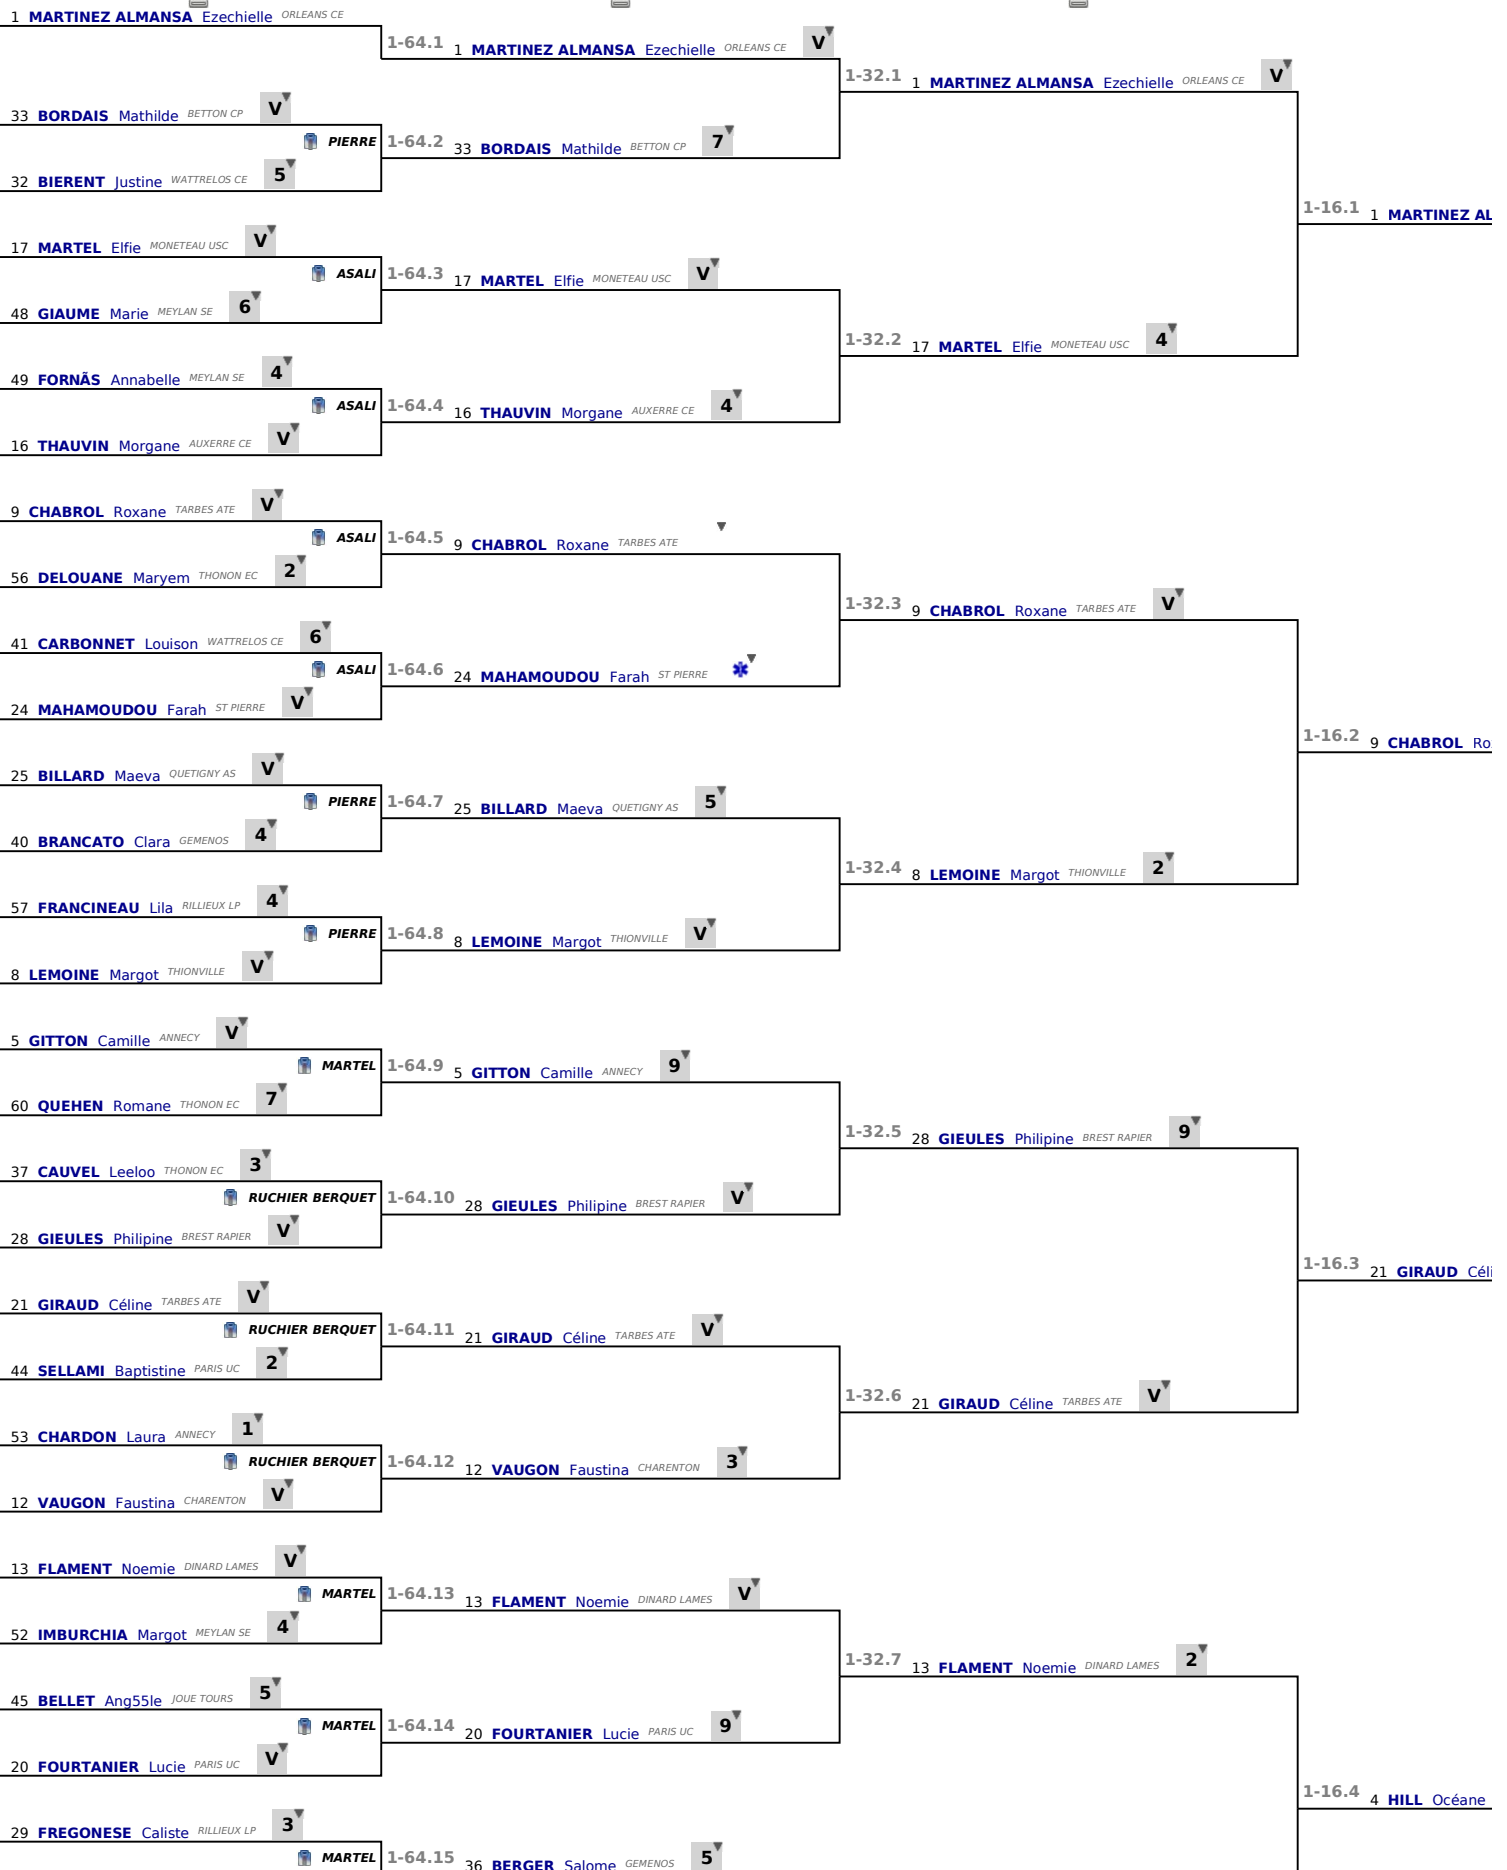 1 MARTINEZ ALMANSA Ezechielle ORLEANS CE
1-64.1 1 MARTINEZ ALMANSA Ezechielle ORLEANS CE V
1-32.1 1 MARTINEZ ALMANSA Ezechielle ORLEANS CE V
33 BORDAIS Mathilde BETTON CP V
PIERRE 1-64.2 33 BORDAIS Mathilde BETTON CP 7
32 BIERENT Justine WATTRELOS CE 5
1-16.1 1 MARTINEZ AL
17 MARTEL Elfie MONETEAU USC V
ASALI 1-64.3 17 MARTEL Elfie MONETEAU USC V
48 GIAUME Marie MEYLAN SE 6
1-32.2 17 MARTEL Elfie MONETEAU USC 4
49 FORNÃS Annabelle MEYLAN SE 4
ASALI 1-64.4 16 THAUVIN Morgane AUXERRE CE 4
16 THAUVIN Morgane AUXERRE CE V
9 CHABROL Roxane TARBES ATE V
ASALI 1-64.5 9 CHABROL Roxane TARBES ATE
56 DELOUANE Maryem THONON EC 2
1-32.3 9 CHABROL Roxane TARBES ATE V
41 CARBONNET Louison WATTRELOS CE 6
ASALI 1-64.6 24 MAHAMOUDOU Farah ST PIERRE
24 MAHAMOUDOU Farah ST PIERRE V
1-16.2 9 CHABROL Ro
25 BILLARD Maeva QUETIGNY AS V
PIERRE 1-64.7 25 BILLARD Maeva QUETIGNY AS 5
40 BRANCATO Clara GEMENOS 4
1-32.4 8 LEMOINE Margot THIONVILLE 2
57 FRANCINEAU Lila RILLIEUX LP 4
PIERRE 1-64.8 8 LEMOINE Margot THIONVILLE V
8 LEMOINE Margot THIONVILLE V
5 GITTON Camille ANNECY V
MARTEL 1-64.9 5 GITTON Camille ANNECY 9
60 QUEHEN Romane THONON EC 7
1-32.5 28 GIEULES Philipine BREST RAPIER 9
37 CAUVEL Leeloo THONON EC 3
RUCHIER BERQUET 1-64.10 28 GIEULES Philipine BREST RAPIER V
28 GIEULES Philipine BREST RAPIER V
1-16.3 21 GIRAUD Céli
21 GIRAUD Céline TARBES ATE V
RUCHIER BERQUET 1-64.11 21 GIRAUD Céline TARBES ATE V
44 SELLAMI Baptistine PARIS UC 2
1-32.6 21 GIRAUD Céline TARBES ATE V
53 CHARDON Laura ANNECY 1
RUCHIER BERQUET 1-64.12 12 VAUGON Faustina CHARENTON 3
12 VAUGON Faustina CHARENTON V
13 FLAMENT Noemie DINARD LAMES V
MARTEL 1-64.13 13 FLAMENT Noemie DINARD LAMES V
52 IMBURCHIA Margot MEYLAN SE 4
1-32.7 13 FLAMENT Noemie DINARD LAMES 2
45 BELLET Ang55le JOUE TOURS 5
MARTEL 1-64.14 20 FOURTANIER Lucie PARIS UC 9
20 FOURTANIER Lucie PARIS UC V
1-16.4 4 HILL Océane
29 FREGONESE Caliste RILLIEUX LP 3
MARTEL 1-64.15 36 BERGER Salome GEMENOS 5